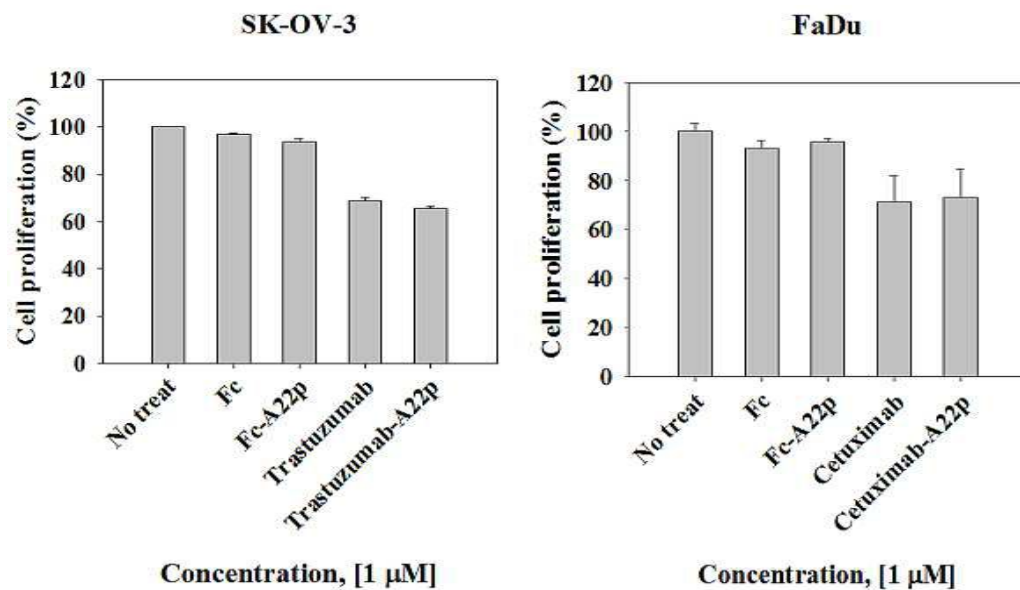 SK-OV-3
Cell proliferation (%)
120
100
80
60
40
20
0
No treat
Fc
Fc-A22p
Trastuzumab
Trastuzumab-A22p
Concentration, [1 μM]
FaDu
Cell proliferation (%)
120
100
80
60
40
20
0
No treat
Fc
Fc-A22p
Cetuximab
Cetuximab-A22p
Concentration, [1 μM]